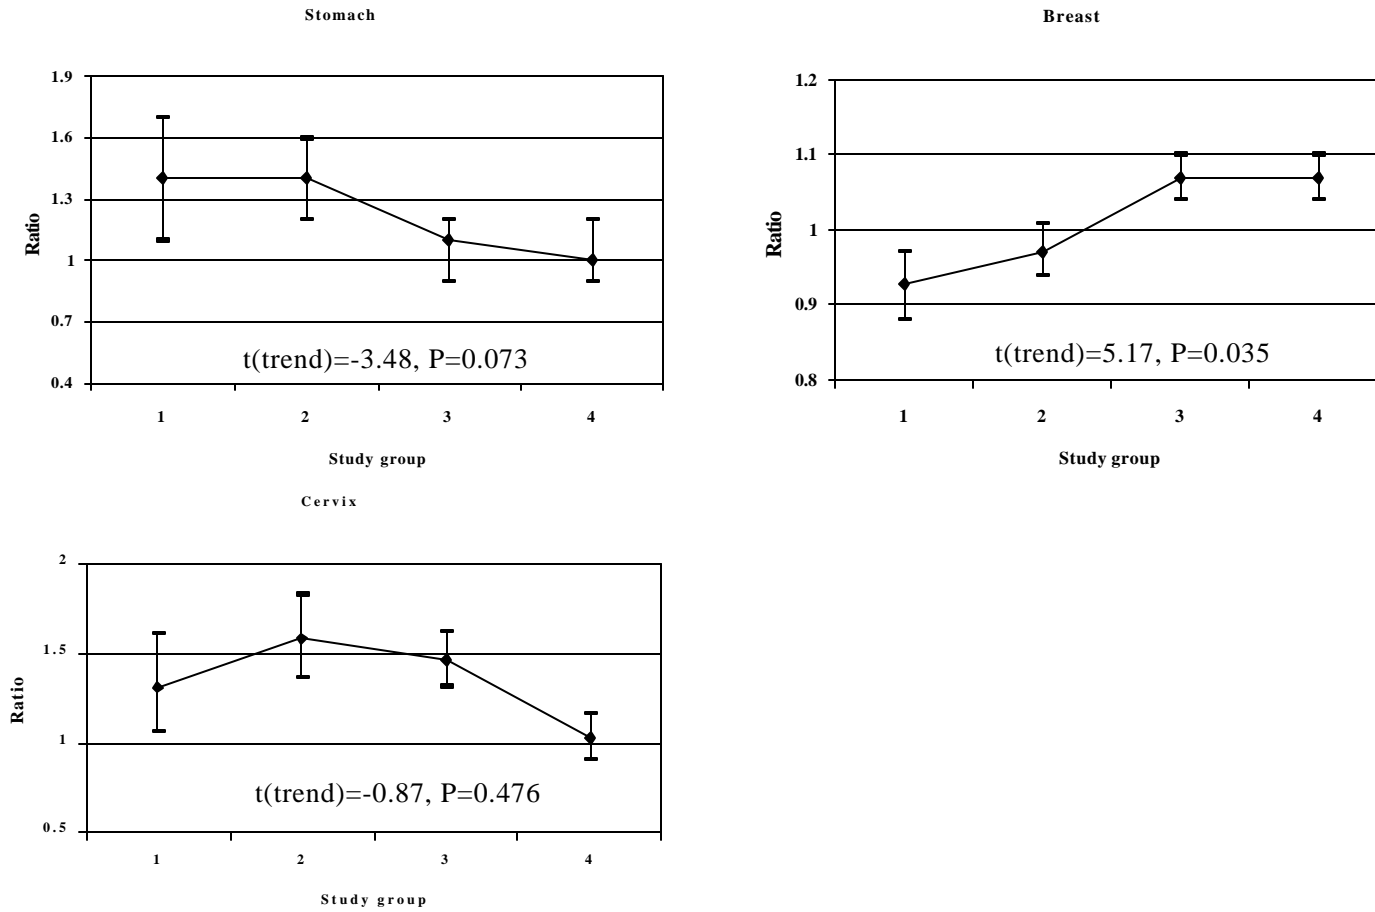 Stomach
1.9
1.6
1.3
1
0.7
0.4
Ratio
t(trend)=-3.48, P=0.073
1 2 3 4
Study group
Breast
1.2
1.1
1
0.9
0.8
Ratio
t(trend)=5.17, P=0.035
1 2 3 4
Study group
Cervix
2
1.5
1
0.5
Ratio
t(trend)=-0.87, P=0.476
1 2 3 4
Study group